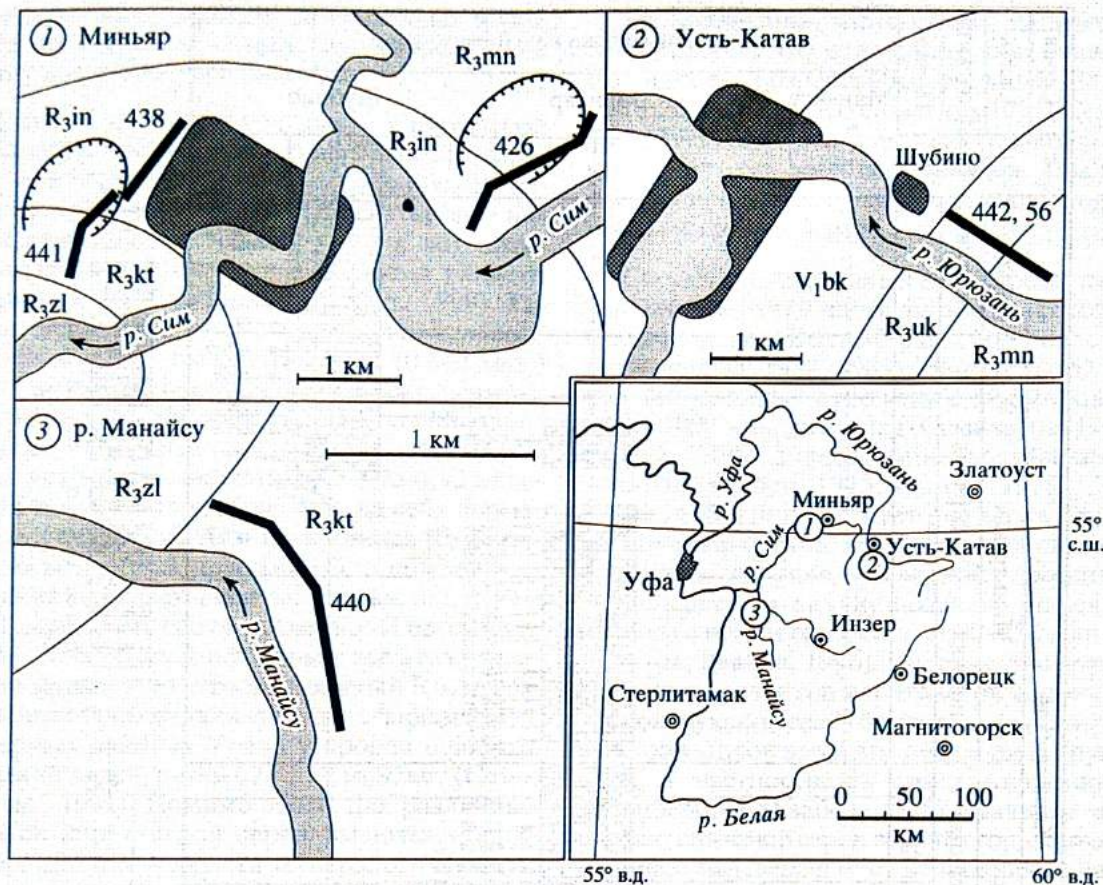 1 Миньяр
R₃mn
R₃in
438
R₃in
426
441
R₃kt
р. Сим
R₃zl
р. Сим
1 км
2 Усть-Катав
Шубино
442, 56
р. Юрюзань
V₁bk
R₃uk
1 км
R₃mn
3 р. Манайсу
1 км
R₃zl
R₃kt
440
р. Манайсу
р. Юрюзань
р. Уфа
Златоуст
Миньяр
1
55°
с.ш.
р. Сим
Усть-Катав
2
Уфа
3
Инзер
р. Манайсу
Белорецк
Стерлитамак
Магнитогорск
0 50 100
км
р. Белая
55° в.д.
60° в.д.